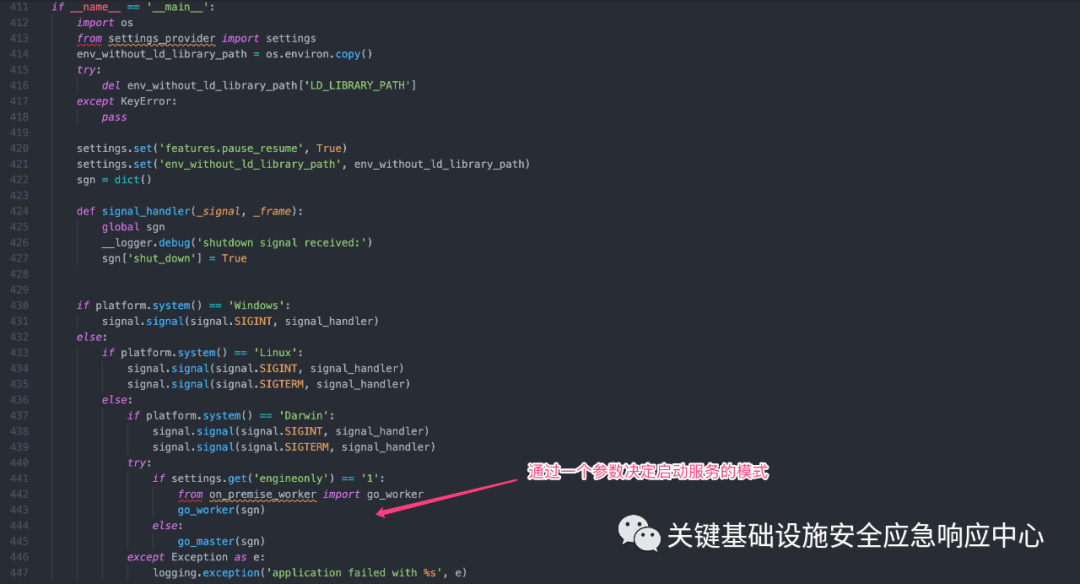 411 if __name__ == '__main__':
412     import os
413     from settings_provider import settings
414     env_without_ld_library_path = os.environ.copy()
415     try:
416         del env_without_ld_library_path['LD_LIBRARY_PATH']
417     except KeyError:
418         pass
419
420     settings.set('features.pause_resume', True)
421     settings.set('env_without_ld_library_path', env_without_ld_library_path)
422     sgn = dict()
423
424     def signal_handler(_signal, _frame):
425         global sgn
426         __logger.debug('shutdown signal received:')
427         sgn['shut_down'] = True
428
429
430     if platform.system() == 'Windows':
431         signal.signal(signal.SIGINT, signal_handler)
432     else:
433         if platform.system() == 'Linux':
434             signal.signal(signal.SIGINT, signal_handler)
435             signal.signal(signal.SIGTERM, signal_handler)
436         else:
437             if platform.system() == 'Darwin':
438                 signal.signal(signal.SIGINT, signal_handler)
439                 signal.signal(signal.SIGTERM, signal_handler)
440             try:
441                 if settings.get('engineonly') == '1':
通过一个参数决定启动服务的模式
442                     from on_premise_worker import go_worker
443                     go_worker(sgn)
444                 else:
445                     go_master(sgn)
关键基础设施安全应急响应中心
446             except Exception as e:
447                 logging.exception('application failed with %s', e)